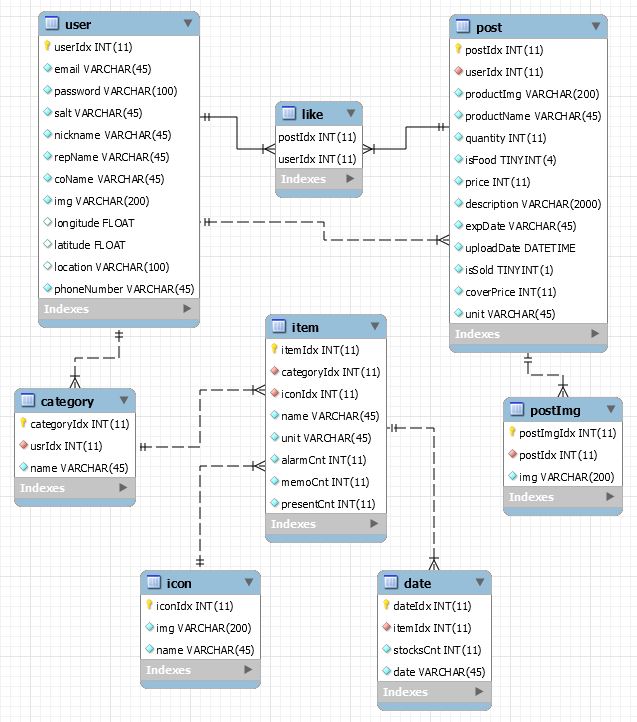 user
userIdx INT(11)
email VARCHAR(45)
password VARCHAR(100)
salt VARCHAR(45)
nickname VARCHAR(45)
repName VARCHAR(45)
coName VARCHAR(45)
img VARCHAR(200)
longitude FLOAT
latitude FLOAT
location VARCHAR(100)
phoneNumber VARCHAR(45)
Indexes
like
postIdx INT(11)
userIdx INT(11)
Indexes
post
postIdx INT(11)
userIdx INT(11)
productImg VARCHAR(200)
productName VARCHAR(45)
quantity INT(11)
isFood TINYINT(4)
price INT(11)
description VARCHAR(2000)
expDate VARCHAR(45)
uploadDate DATETIME
isSold TINYINT(1)
coverPrice INT(11)
unit VARCHAR(45)
Indexes
category
categoryIdx INT(11)
usrIdx INT(11)
name VARCHAR(45)
Indexes
item
itemIdx INT(11)
categoryIdx INT(11)
iconIdx INT(11)
name VARCHAR(45)
unit VARCHAR(45)
alarmCnt INT(11)
memoCnt INT(11)
presentCnt INT(11)
Indexes
postImg
postImgIdx INT(11)
postIdx INT(11)
img VARCHAR(200)
Indexes
icon
iconIdx INT(11)
img VARCHAR(200)
name VARCHAR(45)
Indexes
date
dateIdx INT(11)
itemIdx INT(11)
stocksCnt INT(11)
date VARCHAR(45)
Indexes